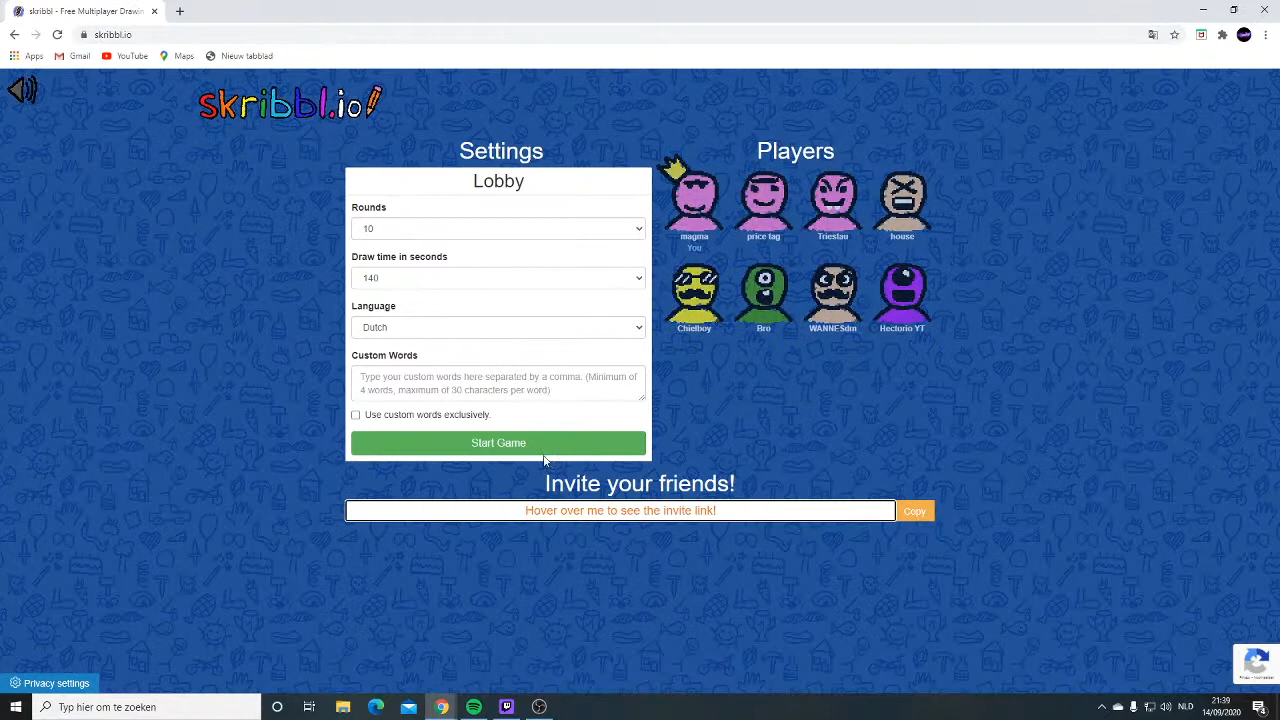 skribbl - Free Multiplayer Drawin
skribbl.io
Apps
Gmail
YouTube
Maps
Nieuw tabblad
skribbl.io
Settings
Players
Lobby
Rounds
10
Draw time in seconds
140
Language
Dutch
Custom Words
Type your custom words here separated by a comma. (Minimum of
4 words, maximum of 30 characters per word)
Use custom words exclusively.
Start Game
magma
You
price tag
Triestau
house
Chielboy
Bro
WANNESdm
Hectorio YT
Invite your friends!
Hover over me to see the invite link!
Copy
Privacy settings
Typ hier om te zoeken
NLD
21:39
14/09/2020